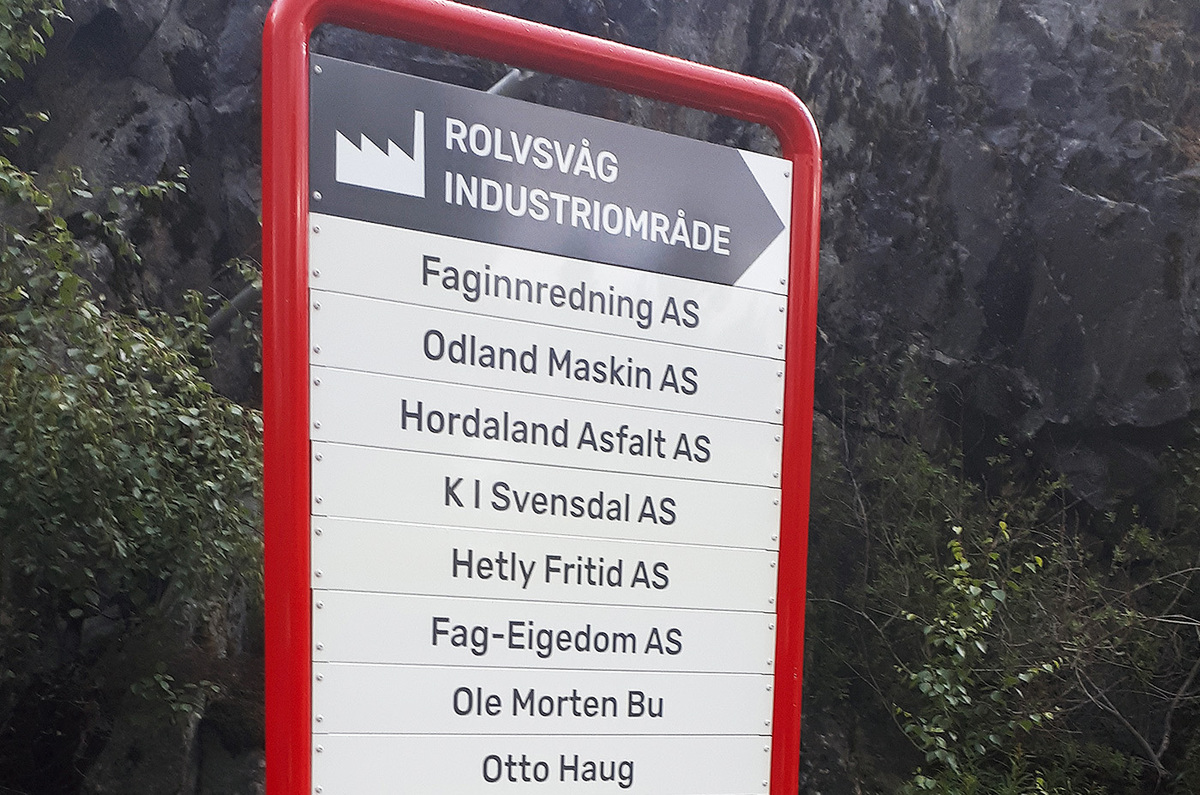 ROLVSVÅG
INDUSTRIOMRÅDE
Faginnredning AS
Odland Maskin AS
Hordaland Asfalt AS
K I Svensdal AS
Hetly Fritid AS
Fag-Eigedom AS
Ole Morten Bu
Otto Haug